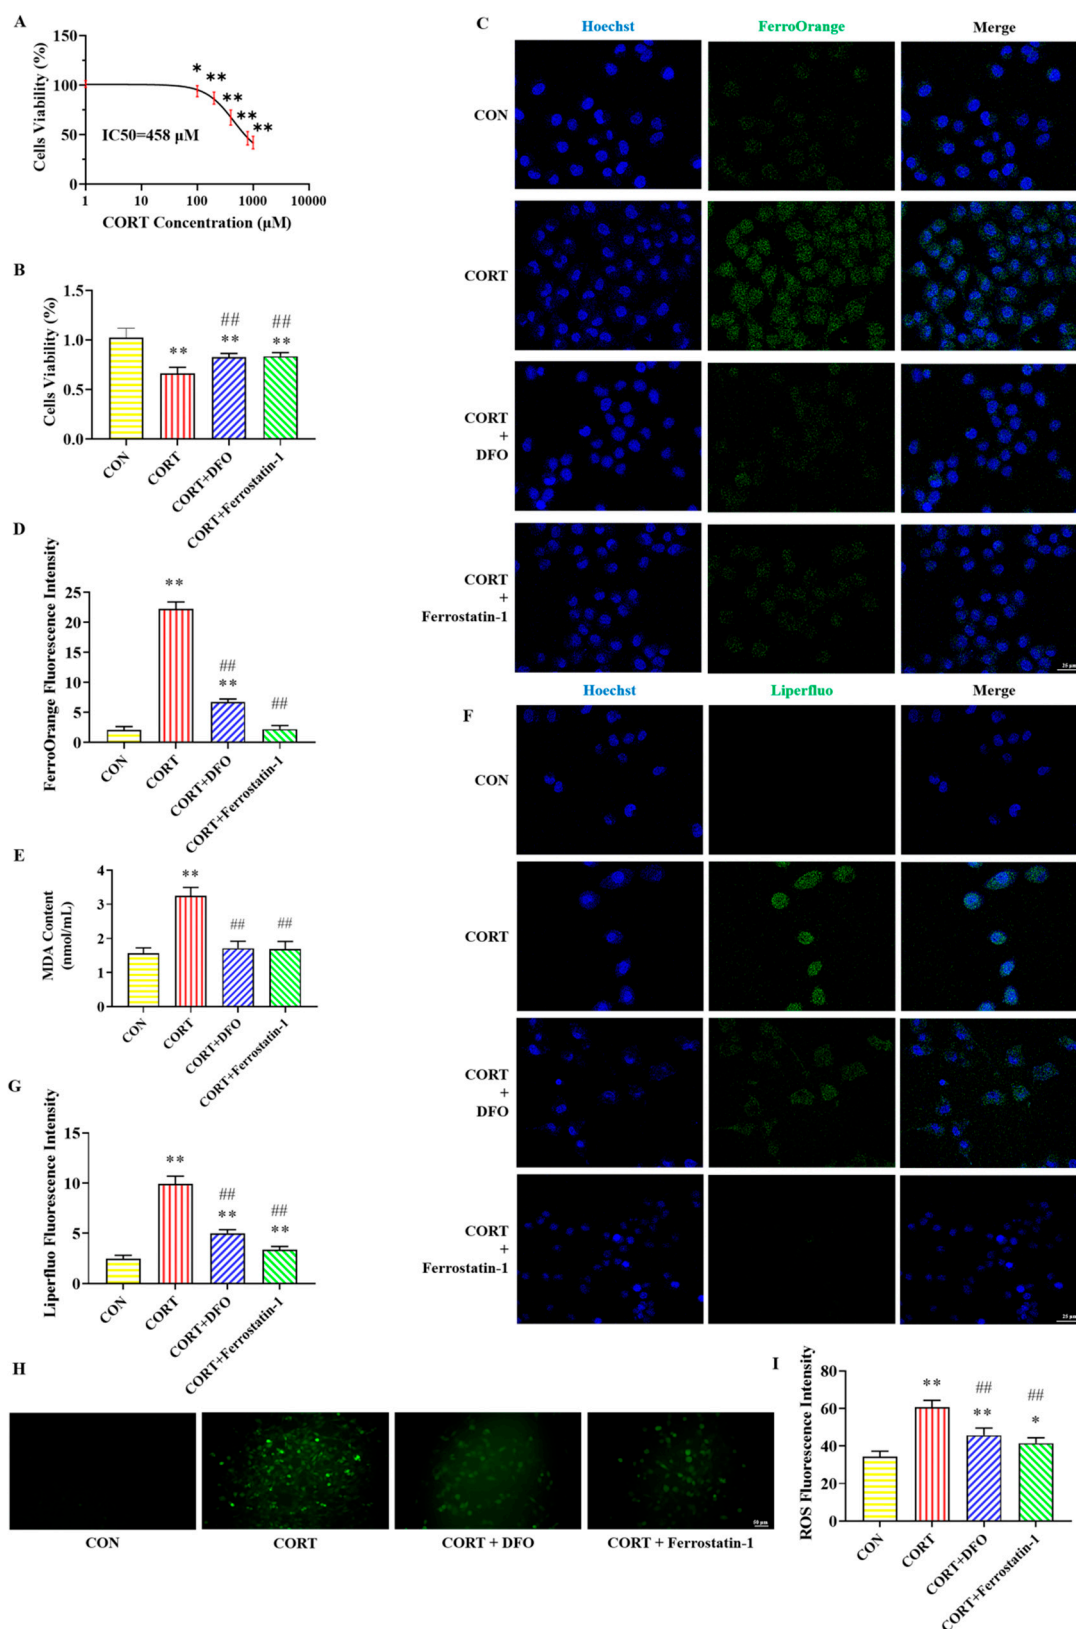 A
Cells Viability (%)
150
100
50
0
* ** ** ** **
IC50=458 μM
1 10 100 1000 10000
CORT Concentration (μM)
B
Cells Viability (%)
1.5
1.0
0.5
0.0
## ##
** ** **
CON CORT CORT+DFO CORT+Ferrostatin-1
D
FerroOrange Fluorescence Intensity
25
20
15
10
5
0
**
## ##
**
CON CORT CORT+DFO CORT+Ferrostatin-1
E
MDA Content
(nmol/mL)
4
3
2
1
0
**
## ##
CON CORT CORT+DFO CORT+Ferrostatin-1
G
Liperfluo Fluorescence Intensity
15
10
5
0
**
## ##
** **
CON CORT CORT+DFO CORT+Ferrostatin-1
C
Hoechst FerroOrange Merge
CON
CORT
CORT
+
DFO
CORT
+
Ferrostatin-1
25 μm
F
Hoechst Liperfluo Merge
CON
CORT
CORT
+
DFO
CORT
+
Ferrostatin-1
25 μm
H
CON CORT CORT + DFO CORT + Ferrostatin-1
I
ROS Fluorescence Intensity
80
60
40
20
0
**
## ##
** *
CON CORT CORT+DFO CORT+Ferrostatin-1